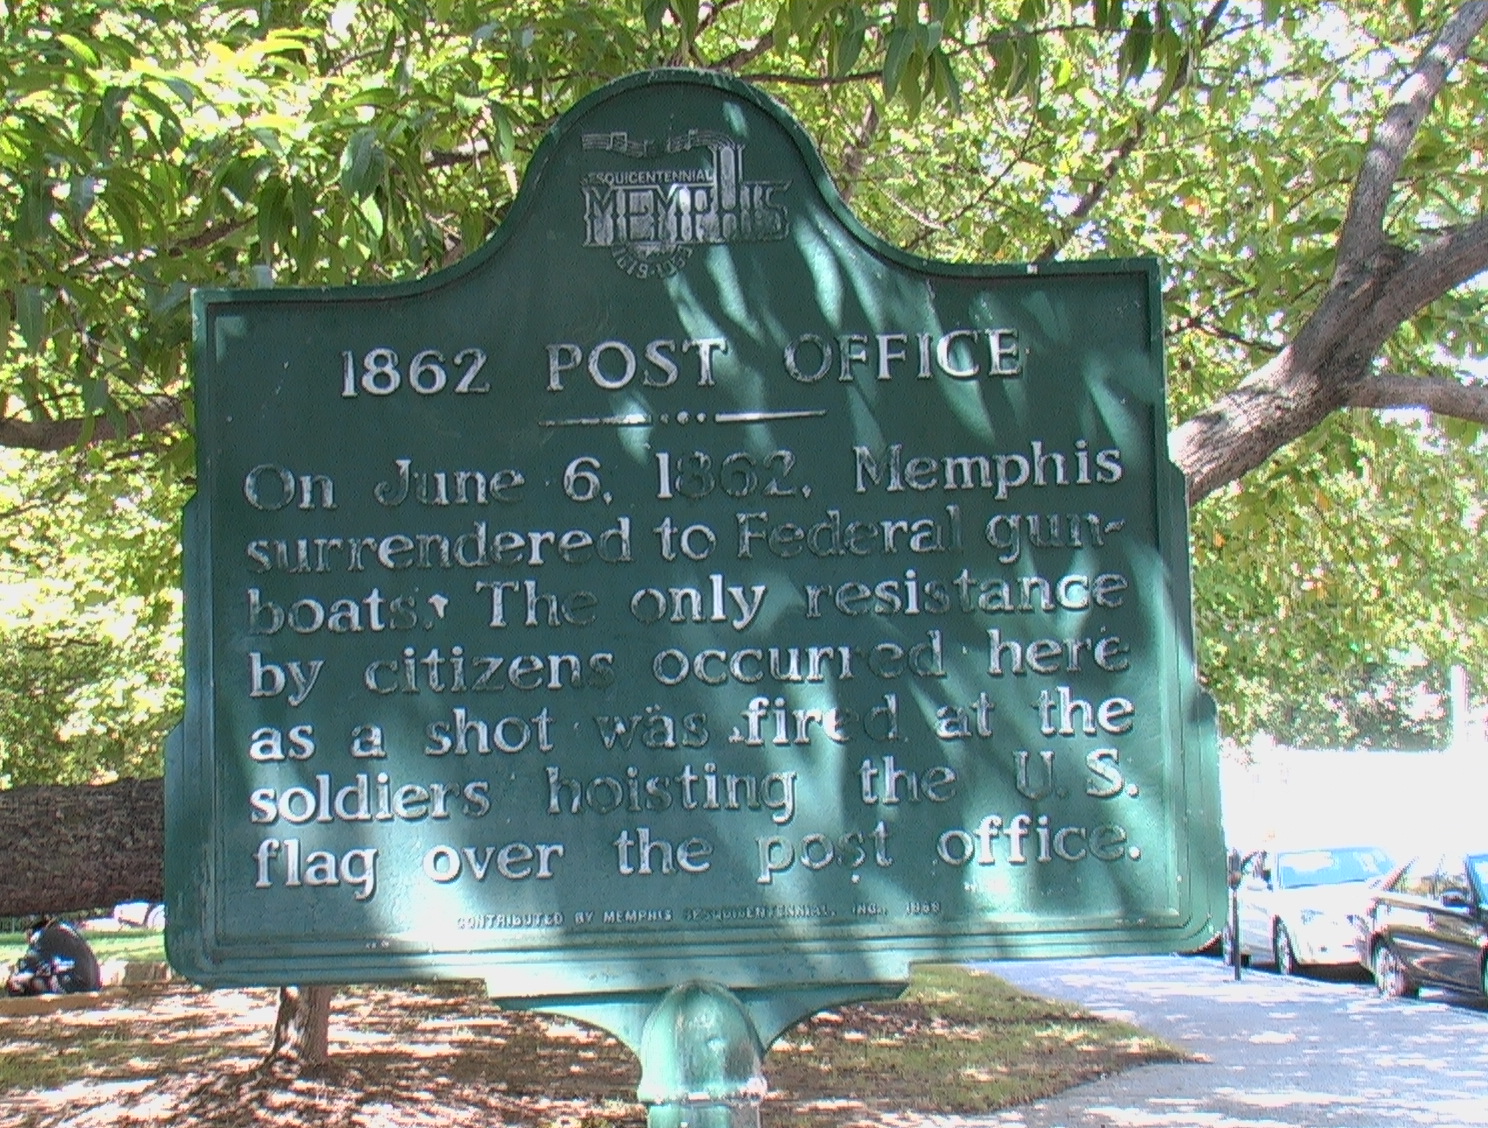 SESQUICENTENNIAL
MEMPHIS
1819-1969
1862 POST OFFICE
On June 6, 1862, Memphis
surrendered to Federal gun-
boats. The only resistance
by citizens occurred here
as a shot was fired at the
soldiers hoisting the U.S.
flag over the post office.
CONTRIBUTED BY MEMPHIS SESQUICENTENNIAL, INC., 1969